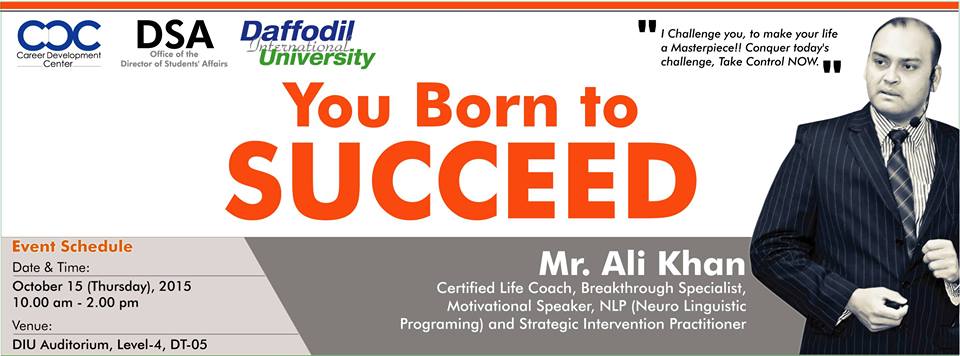 CDC
Career Development
Center
DSA
Office of the
Director of Students' Affairs
Daffodil
International
University
" I Challenge you, to make your life
a Masterpiece!! Conquer today's
challenge, Take Control NOW. "
You Born to
SUCCEED
Event Schedule
Date & Time:
October 15 (Thursday), 2015
10.00 am - 2.00 pm
Venue:
DIU Auditorium, Level-4, DT-05
Mr. Ali Khan
Certified Life Coach, Breakthrough Specialist,
Motivational Speaker, NLP (Neuro Linguistic
Programing) and Strategic Intervention Practitioner